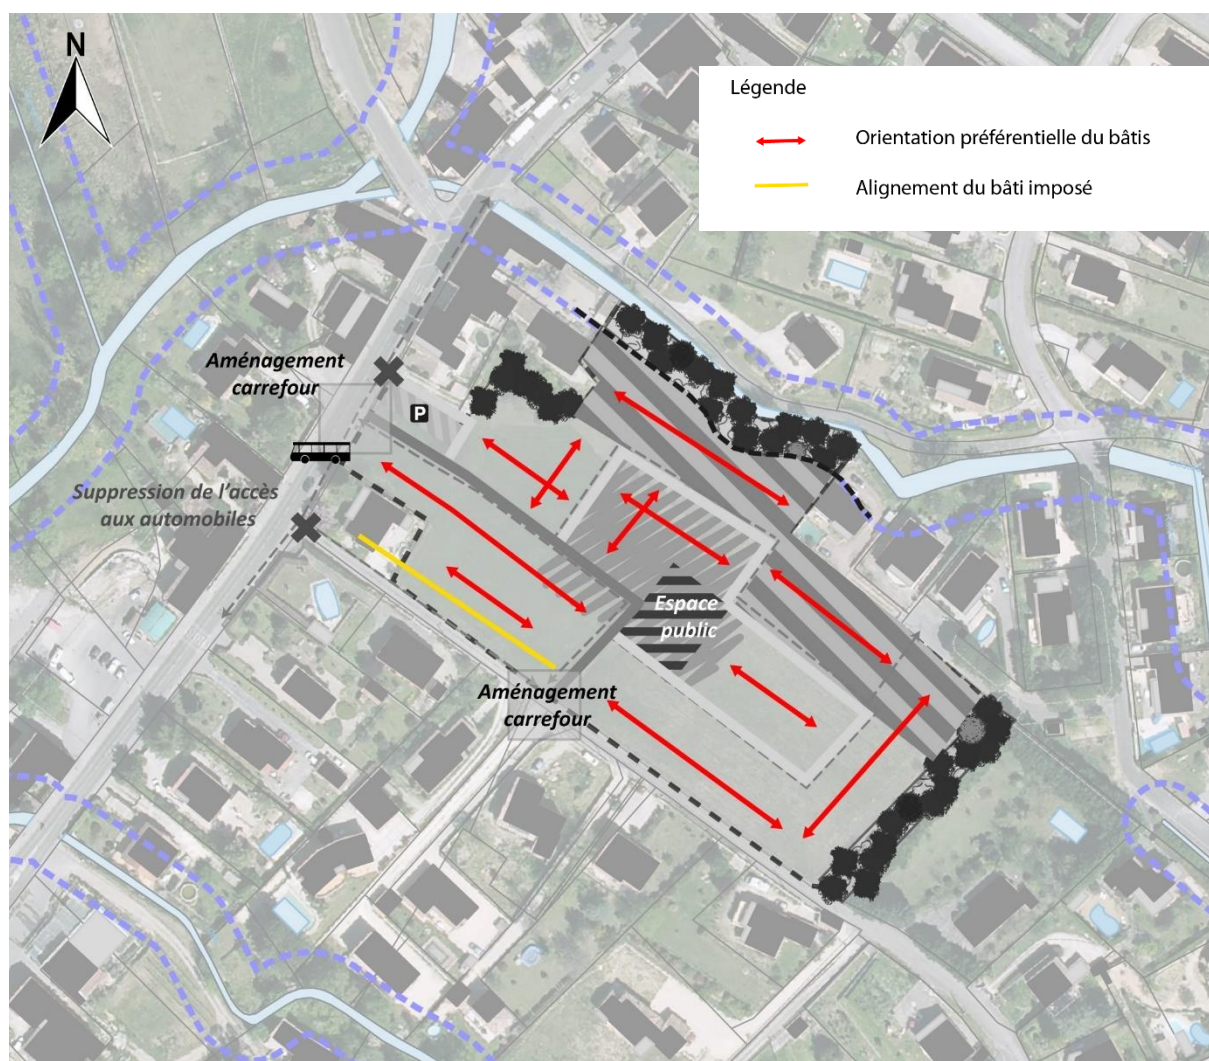 N
Légende
Orientation préférentielle du bâtis
Alignement du bâti imposé
Aménagement
carrefour
P
Suppression de l'accès
aux automobiles
Espace
public
Aménagement
carrefour